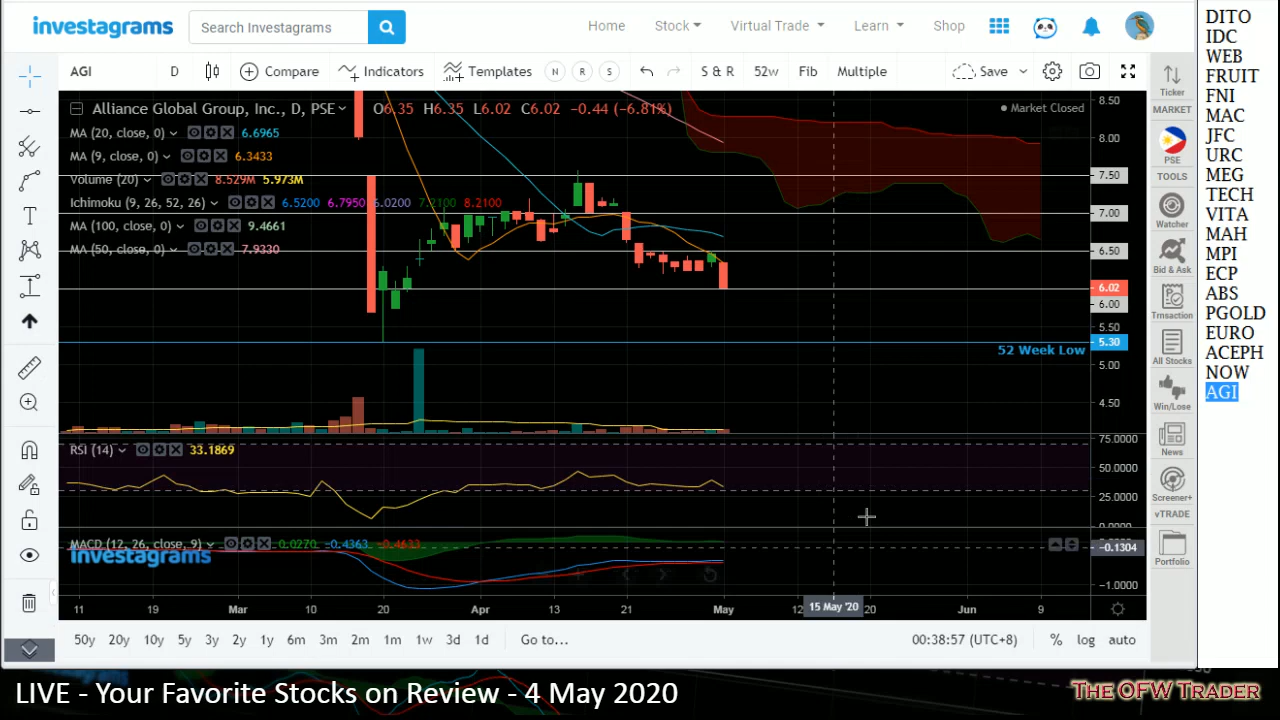 investagrams
Search Investagrams
Home
Stock
Virtual Trade
Learn
Shop
AGI
D
Compare
Indicators
Templates
N
R
S
S & R
52w
Fib
Multiple
Save
Alliance Global Group, Inc., D, PSE
O6.35 H6.35 L6.02 C6.02 −0.44 (−6.81%)
Market Closed
MA (20, close, 0) 6.6965
MA (9, close, 0) 6.3433
Volume (20) 8.529M 5.973M
Ichimoku (9, 26, 52, 26) 6.5200 6.7950 6.0200 7.2100 8.2100
MA (100, close, 0) 9.4661
MA (50, close, 0) 7.9330
8.50
8.00
7.50
7.00
6.50
6.02
6.00
5.50
5.30
5.00
4.50
52 Week Low
RSI (14) 33.1869
75.0000
50.0000
25.0000
0.0000
MACD (12, 26, close, 9) 0.0270 -0.4363 -0.4633
investagrams
-0.1304
-1.0000
11
19
Mar
10
20
Apr
13
21
May
12
15 May '20
20
Jun
9
50y
20y
10y
5y
3y
2y
1y
6m
3m
2m
1m
1w
3d
1d
Go to...
00:38:57 (UTC+8)
%
log
auto
Ticker
MARKET
PSE
TOOLS
Watcher
Bid & Ask
Trnsaction
All Stocks
Win/Lose
News
Screener+
vTRADE
Portfolio
DITO
IDC
WEB
FRUIT
FNI
MAC
JFC
URC
MEG
TECH
VITA
MAH
MPI
ECP
ABS
PGOLD
EURO
ACEPH
NOW
AGI
LIVE - Your Favorite Stocks on Review - 4 May 2020
The OFW Trader